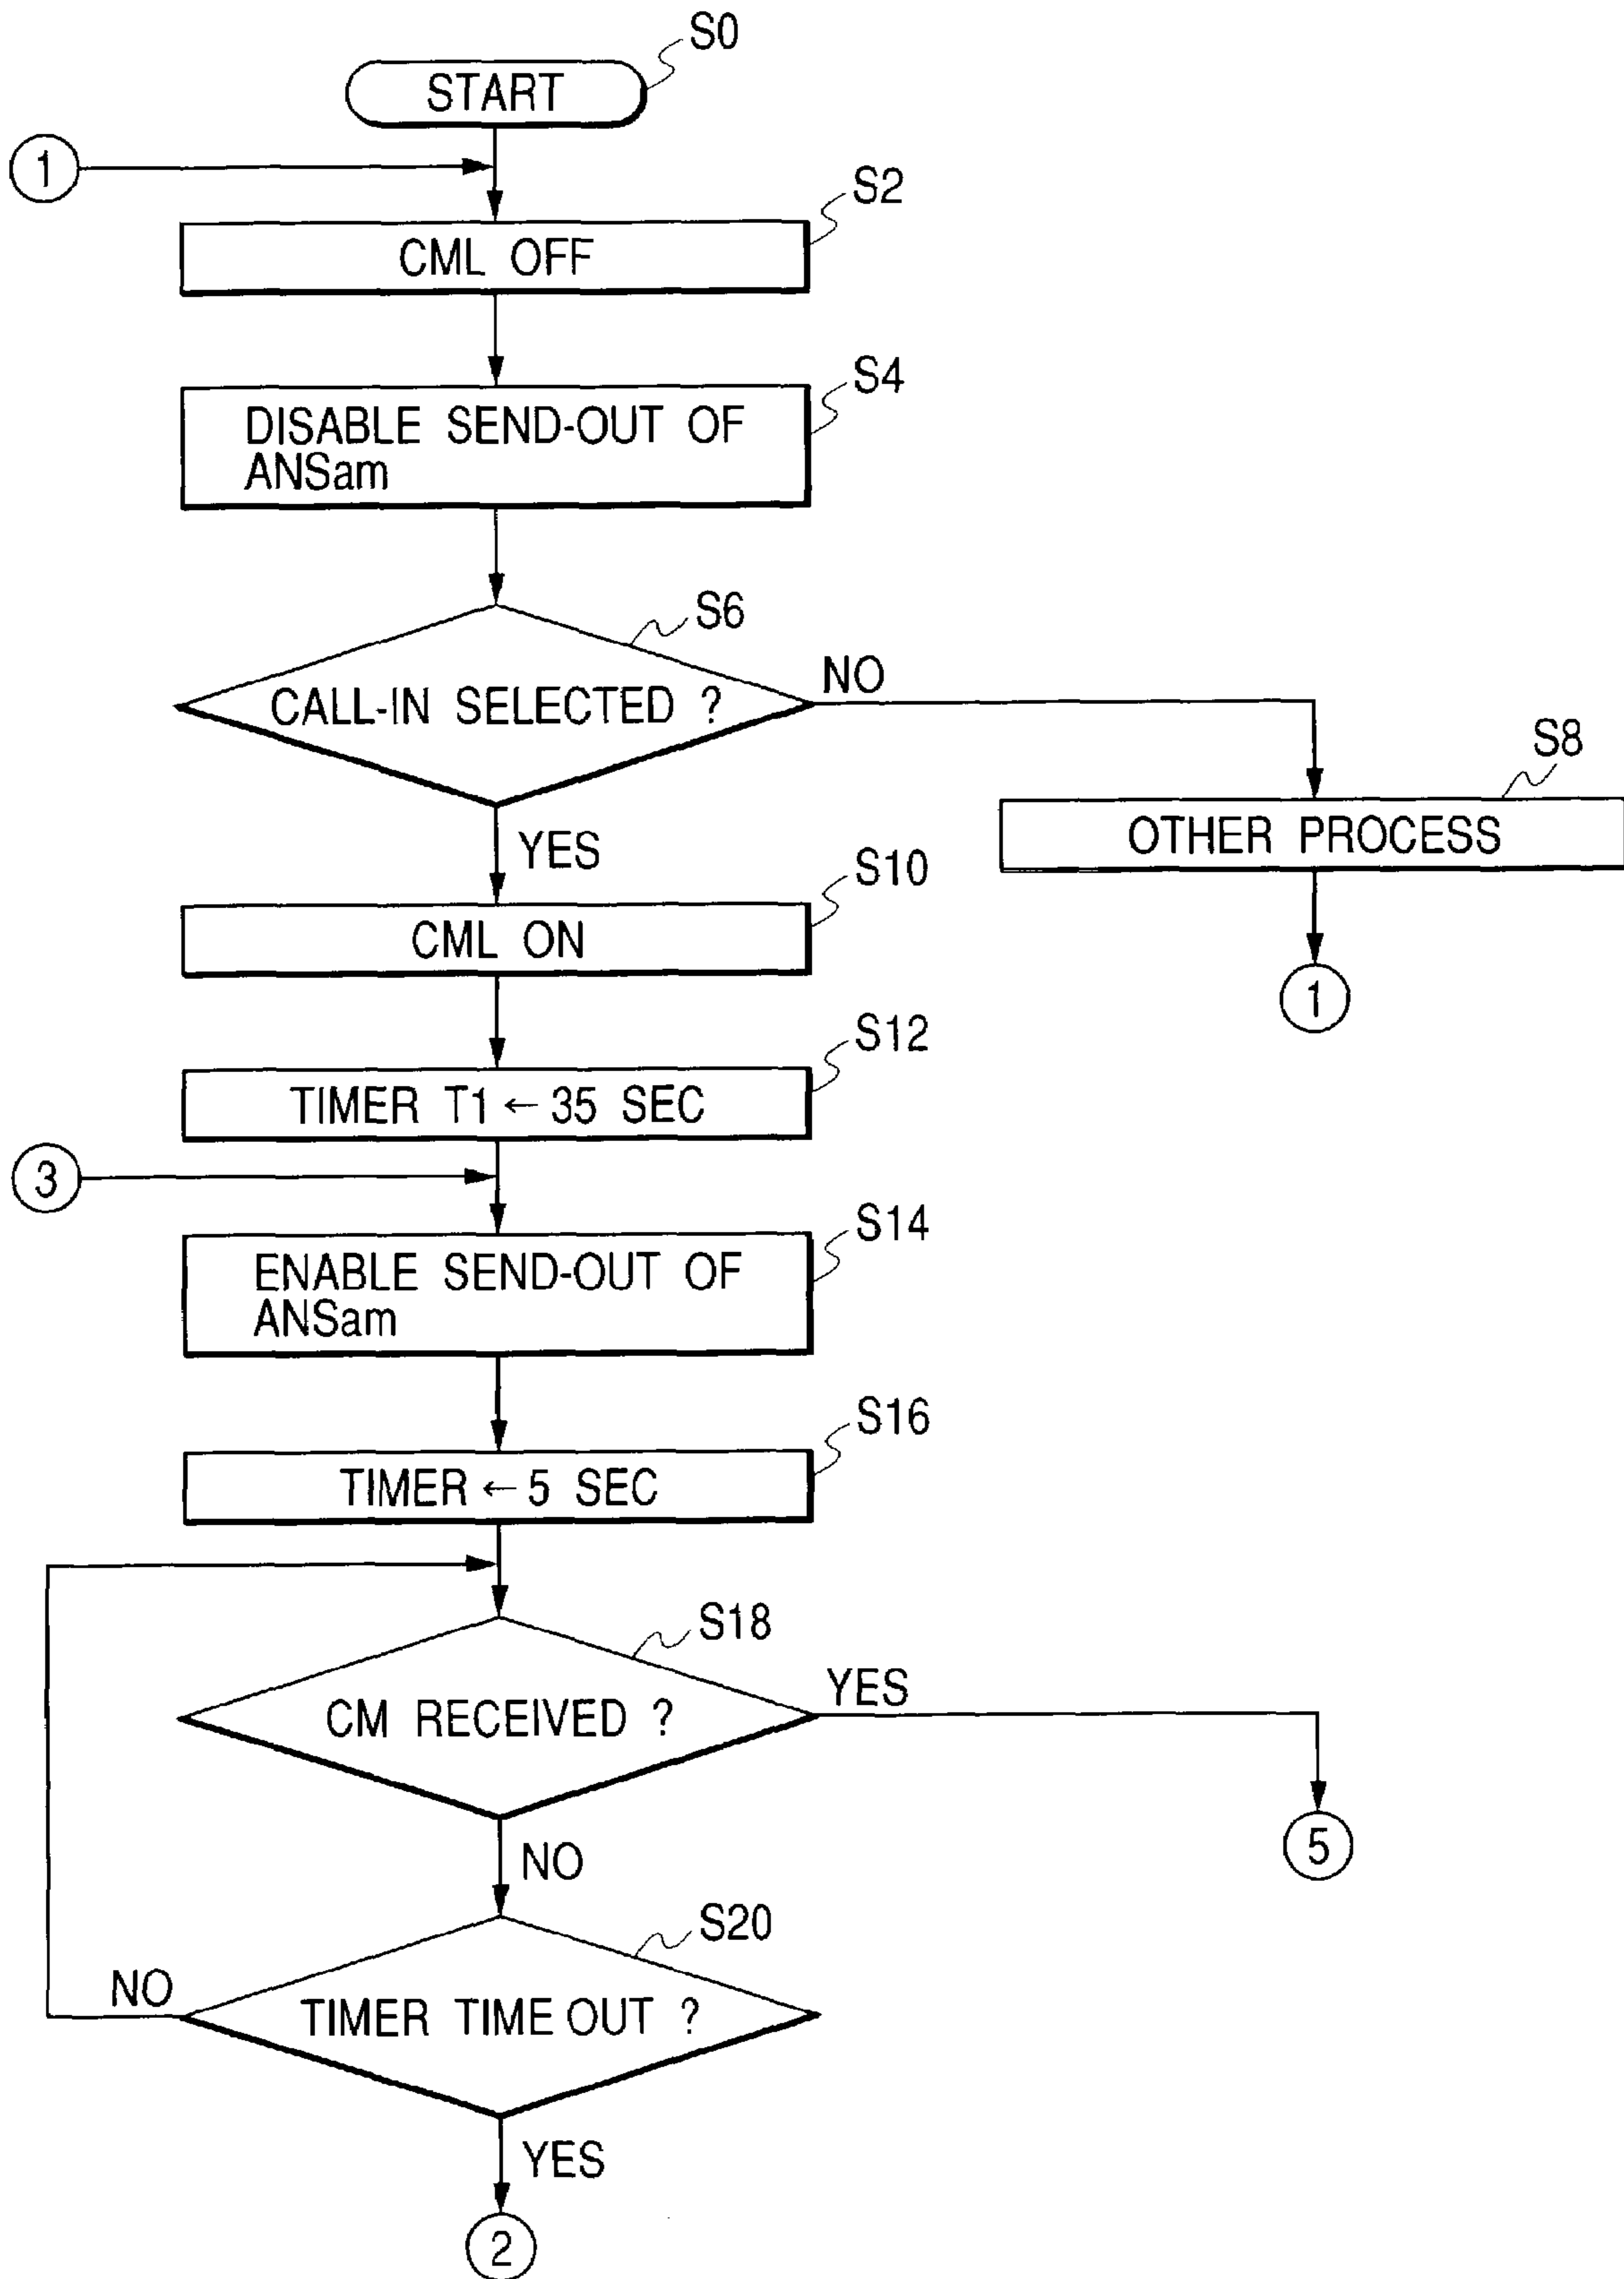 S0
START
1
S2
CML OFF
S4
DISABLE SEND-OUT OF
ANSam
S6
CALL-IN SELECTED ?
NO
S8
OTHER PROCESS
YES
S10
CML ON
1
S12
TIMER T1 ← 35 SEC
3
S14
ENABLE SEND-OUT OF
ANSam
S16
TIMER ← 5 SEC
S18
CM RECEIVED ?
YES
5
NO
S20
NO
TIMER TIME OUT ?
YES
2